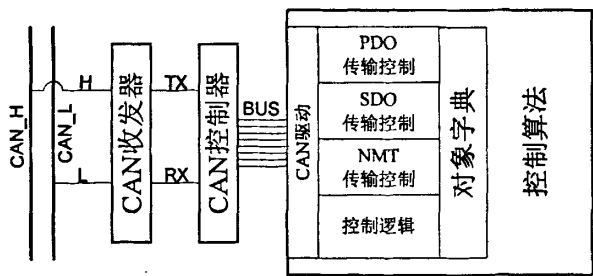 CAN_H
CAN_L
H
L
CAN收发器
TX
RX
CAN控制器
BUS
CAN驱动
PDO
传输控制
SDO
传输控制
NMT
传输控制
控制逻辑
对象字典
控制算法